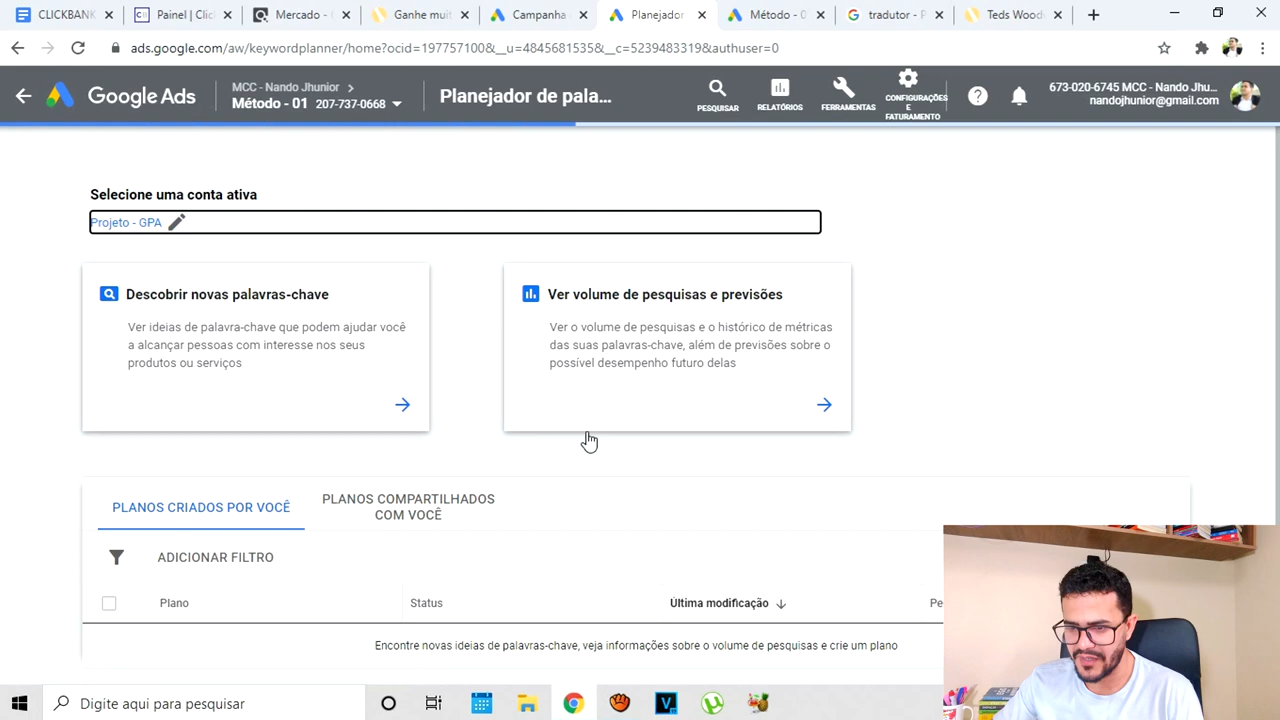 CLICKBANK
Painel | Clic
Mercado - C
Ganhe muit
Campanha
Planejador
Método - 0
tradutor - P
Teds Wood
ads.google.com/aw/keywordplanner/home?ocid=197757100&__u=4845681535&__c=5239483319&authuser=0
Google Ads
MCC - Nando Jhunior
Método - 01 207-737-0668
Planejador de pala...
PESQUISAR
RELATÓRIOS
FERRAMENTAS
CONFIGURAÇÕES
E
FATURAMENTO
673-020-6745 MCC - Nando Jhu...
nandojhunior@gmail.com
Selecione uma conta ativa
Projeto - GPA
Descobrir novas palavras-chave
Ver ideias de palavra-chave que podem ajudar você
a alcançar pessoas com interesse nos seus
produtos ou serviços
Ver volume de pesquisas e previsões
Ver o volume de pesquisas e o histórico de métricas
das suas palavras-chave, além de previsões sobre o
possível desempenho futuro delas
PLANOS CRIADOS POR VOCÊ
PLANOS COMPARTILHADOS
COM VOCÊ
ADICIONAR FILTRO
Plano
Status
Última modificação
Pe
Encontre novas ideias de palavras-chave, veja informações sobre o volume de pesquisas e crie um plano
Digite aqui para pesquisar